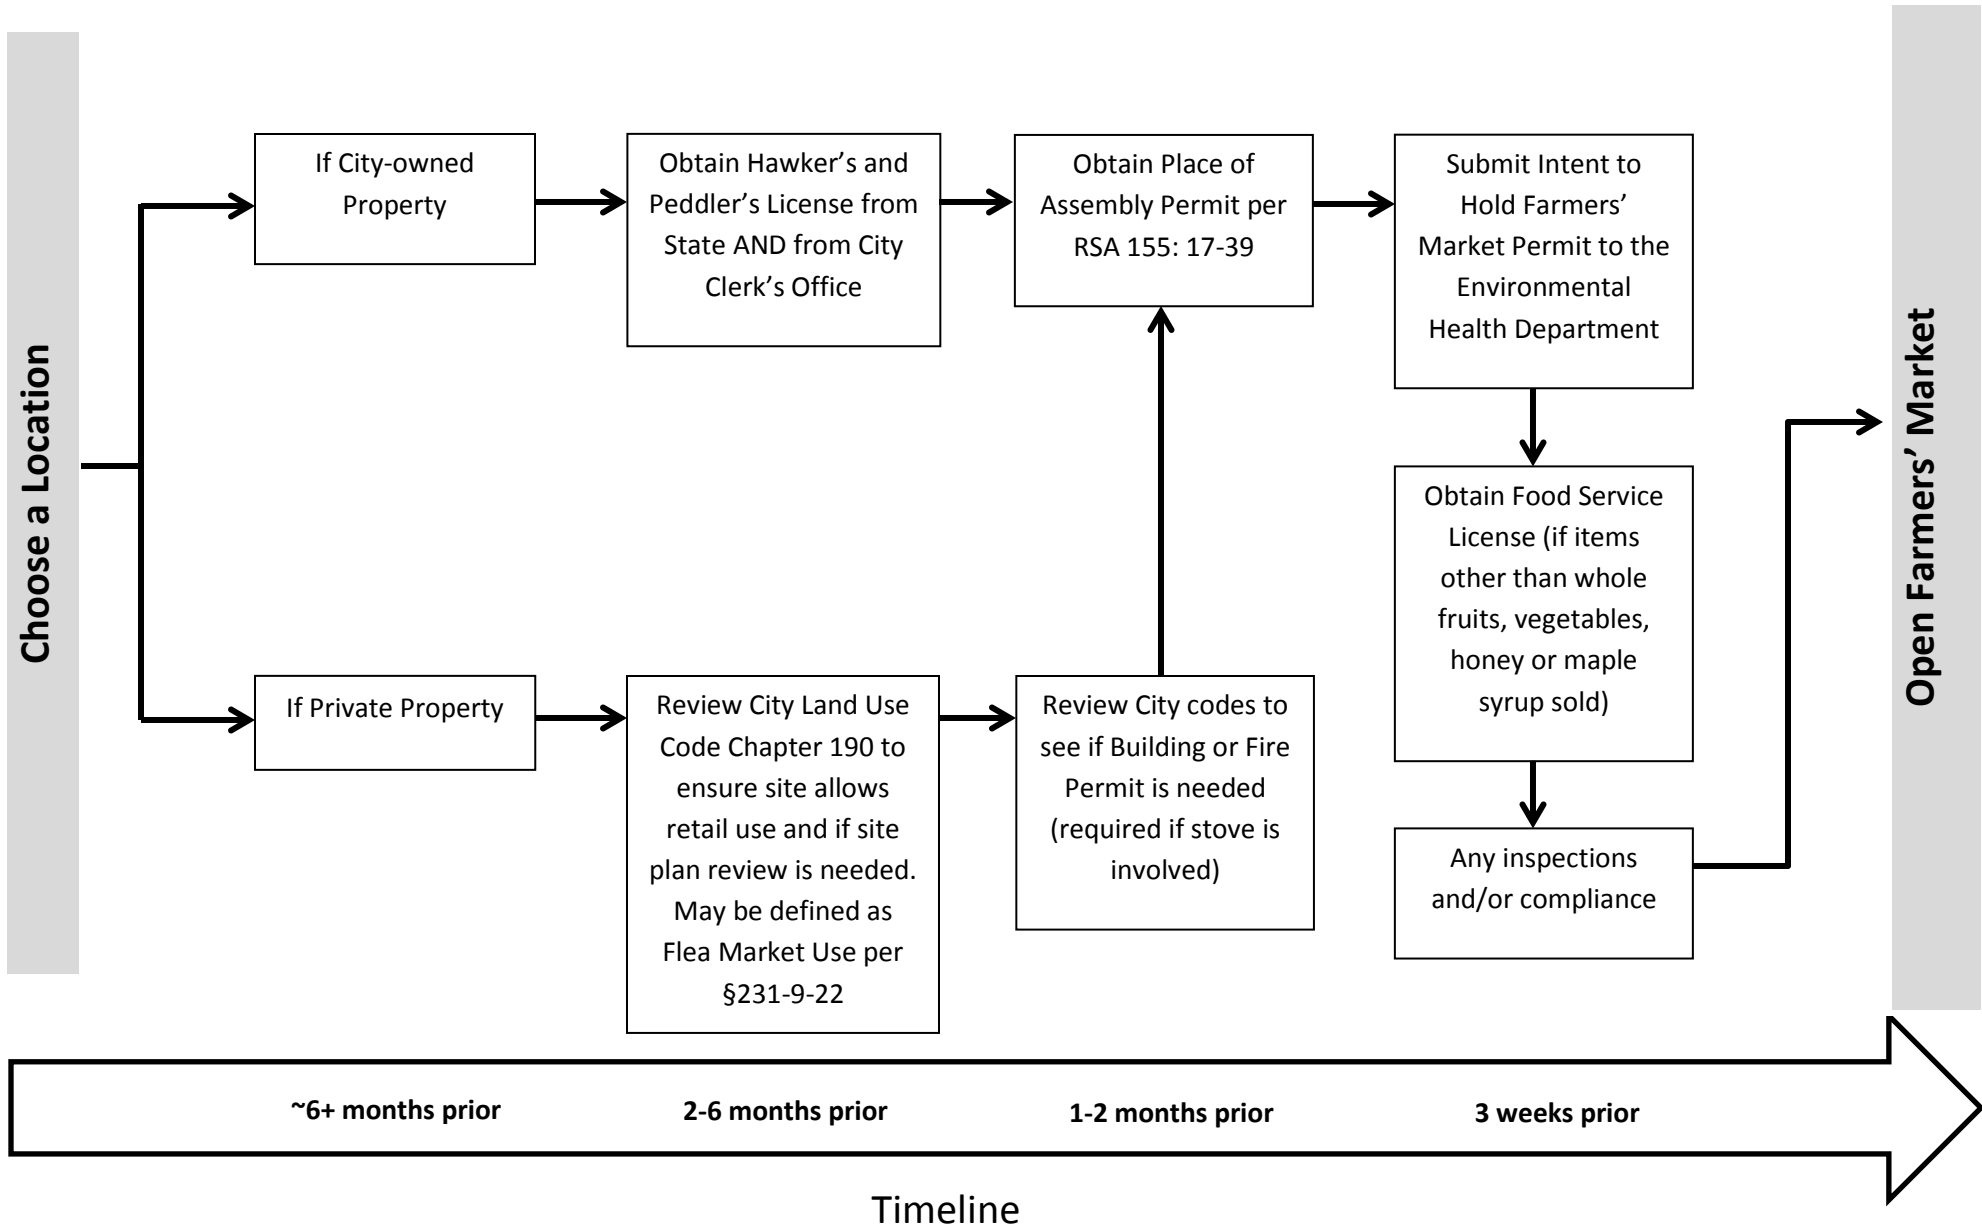 Choose a Location
If City-owned
Property
Obtain Hawker’s and
Peddler’s License from
State AND from City
Clerk’s Office
Obtain Place of
Assembly Permit per
RSA 155: 17-39
Submit Intent to
Hold Farmers’
Market Permit to the
Environmental
Health Department
Obtain Food Service
License (if items
other than whole
fruits, vegetables,
honey or maple
syrup sold)
Any inspections
and/or compliance
If Private Property
Review City Land Use
Code Chapter 190 to
ensure site allows
retail use and if site
plan review is needed.
May be defined as
Flea Market Use per
§231-9-22
Review City codes to
see if Building or Fire
Permit is needed
(required if stove is
involved)
Open Farmers’ Market
~6+ months prior
2-6 months prior
1-2 months prior
3 weeks prior
Timeline